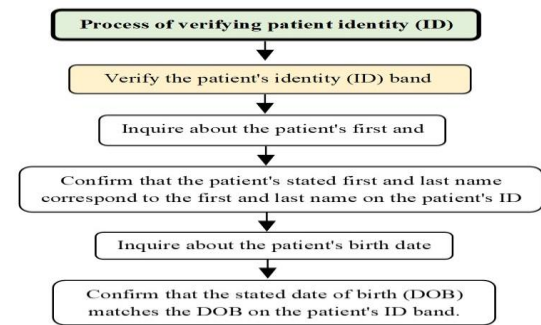 Process of verifying patient identity (ID)
Verify the patient's identity (ID) band
Inquire about the patient's first and
Confirm that the patient's stated first and last name
correspond to the first and last name on the patient's ID
Inquire about the patient's birth date
Confirm that the stated date of birth (DOB)
matches the DOB on the patient's ID band.